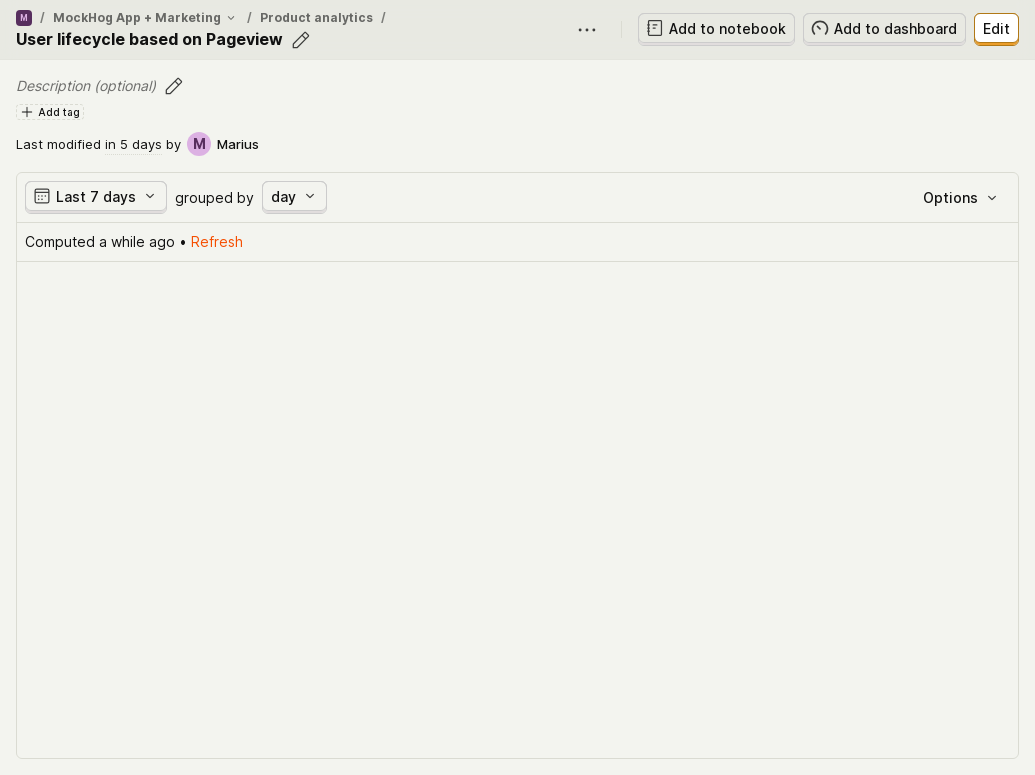 M / MockHog App + Marketing / Product analytics /
User lifecycle based on Pageview
Add to notebook
Add to dashboard
Edit
Description (optional)
Add tag
Last modified in 5 days by M Marius
Last 7 days grouped by day
Options
Computed a while ago • Refresh